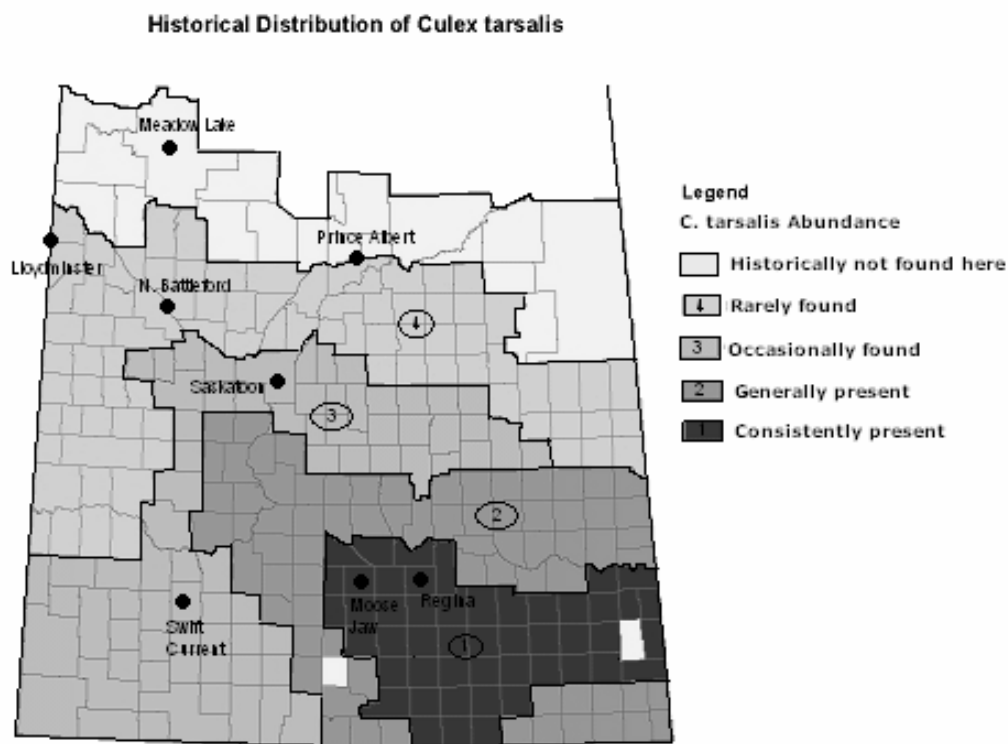 Historical Distribution of Culex tarsalis
Meadow Lake
Prince Albert
Lloydminster
N. Battleford
4
Saskatoon
3
2
Moose
Jaw
Regina
Swift
Current
1
Legend
C. tarsalis Abundance
Historically not found here
4 Rarely found
3 Occasionally found
2 Generally present
1 Consistently present